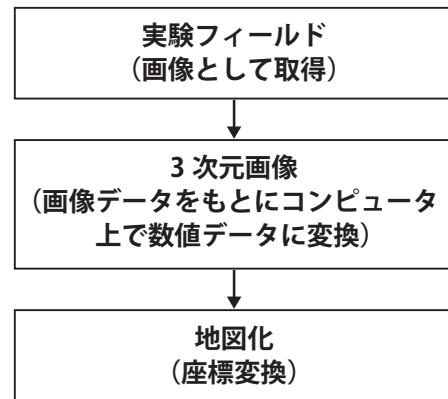 実験フィールド
（画像として取得）
3 次元画像
（画像データをもとにコンピュータ
上で数値データに変換）
地図化
（座標変換）